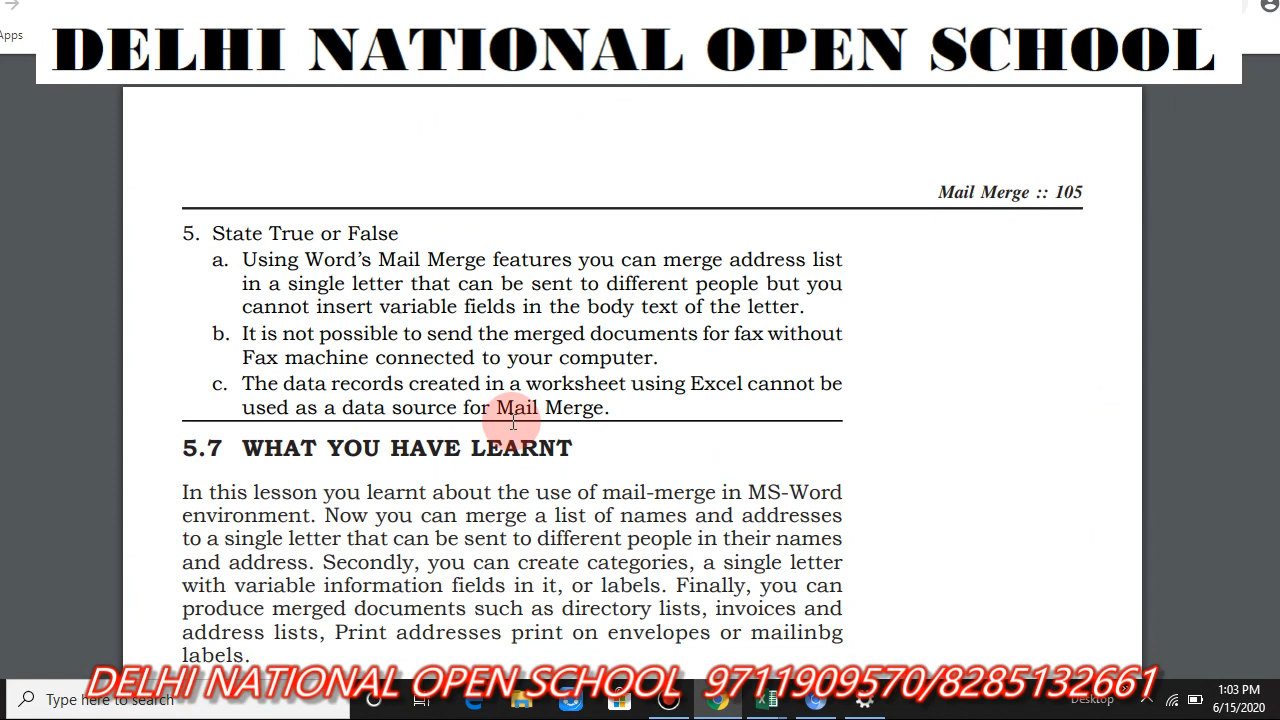 Apps
DELHI NATIONAL OPEN SCHOOL
Mail Merge :: 105
5. State True or False
a. Using Word's Mail Merge features you can merge address list
in a single letter that can be sent to different people but you
cannot insert variable fields in the body text of the letter.
b. It is not possible to send the merged documents for fax without
Fax machine connected to your computer.
c. The data records created in a worksheet using Excel cannot be
used as a data source for Mail Merge.
5.7 WHAT YOU HAVE LEARNT
In this lesson you learnt about the use of mail-merge in MS-Word
environment. Now you can merge a list of names and addresses
to a single letter that can be sent to different people in their names
and address. Secondly, you can create categories, a single letter
with variable information fields in it, or labels. Finally, you can
produce merged documents such as directory lists, invoices and
address lists, Print addresses print on envelopes or mailinbg
labels.
DELHI NATIONAL OPEN SCHOOL 9711909570/8285132661
Type here to search
Desktop
1:03 PM
6/15/2020